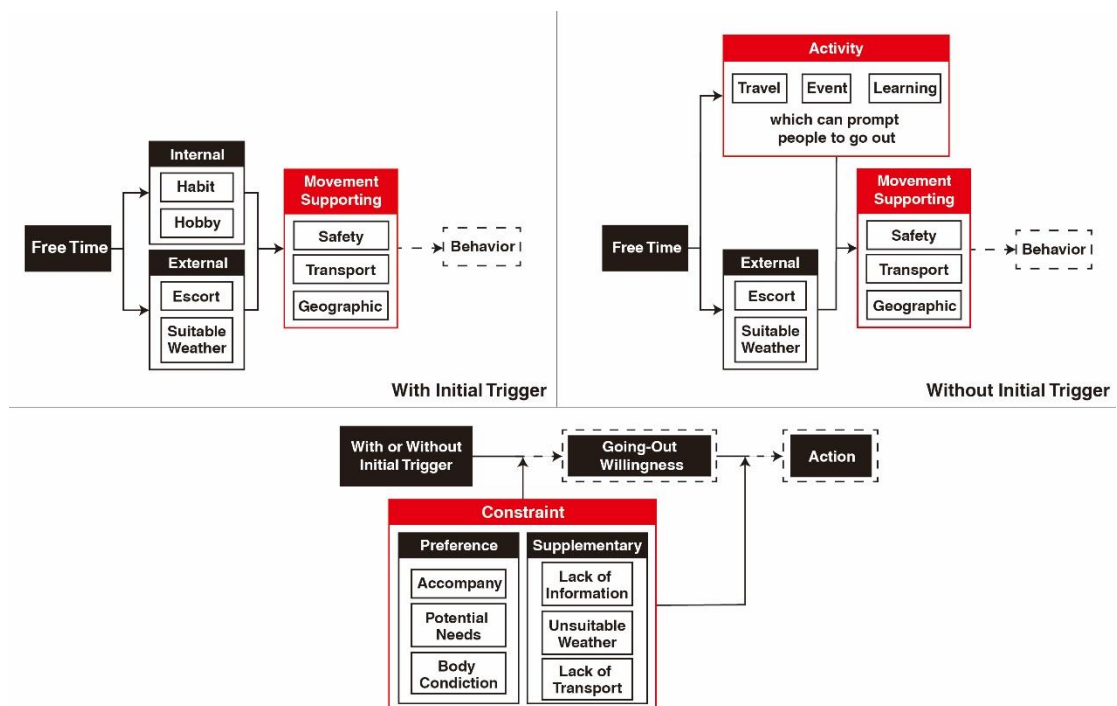 Internal
Habit
Hobby
Free Time
External
Escort
Suitable
Weather
Movement
Supporting
Safety
Transport
Geographic
Behavior
With Initial Trigger
Activity
Travel
Event
Learning
which can prompt
people to go out
Free Time
External
Escort
Suitable
Weather
Movement
Supporting
Safety
Transport
Geographic
Behavior
Without Initial Trigger
With or Without
Initial Trigger
Going-Out
Willingness
Action
Constraint
Preference
Accompany
Potential
Needs
Body
Condiction
Supplementary
Lack of
Information
Unsuitable
Weather
Lack of
Transport